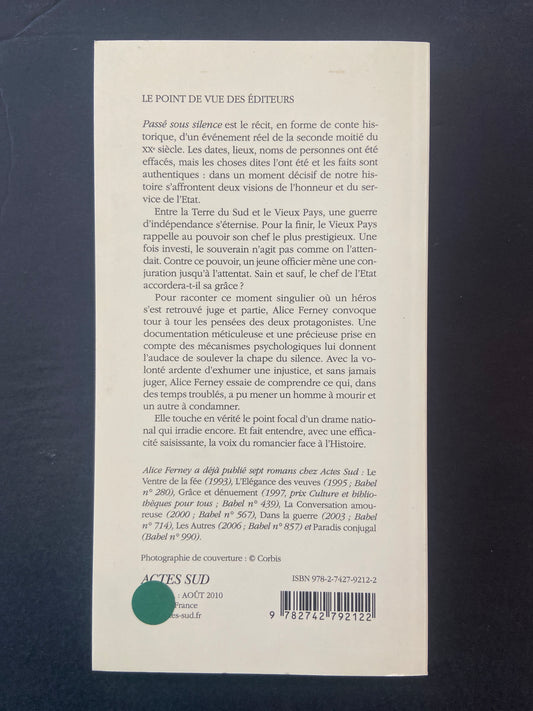 LE POINT DE VUE DES ÉDITEURS
Passé sous silence est le récit, en forme de conte his-
torique, d'un événement réel de la seconde moitié du
XXe siècle. Les dates, lieux, noms de personnes ont été
effacés, mais les choses dites l'ont été et les faits sont
authentiques : dans un moment décisif de notre his-
toire s'affrontent deux visions de l'honneur et du ser-
vice de l'Etat.
Entre la Terre du Sud et le Vieux Pays, une guerre
d'indépendance s'éternise. Pour la finir, le Vieux Pays
rappelle au pouvoir son chef le plus prestigieux. Une
fois investi, le souverain n'agit pas comme on l'atten-
dait. Contre ce pouvoir, un jeune officier mène une con-
juration jusqu'à l'attentat. Sain et sauf, le chef de l'Etat
accordera-t-il sa grâce ?
Pour raconter ce moment singulier où un héros
s'est retrouvé juge et partie, Alice Ferney convoque
tour à tour les pensées des deux protagonistes. Une
documentation méticuleuse et une précieuse prise en
compte des mécanismes psychologiques lui donnent
l'audace de soulever la chape du silence. Avec la vo-
lonté ardente d'exhumer une injustice, et sans jamais
juger, Alice Ferney essaie de comprendre ce qui, dans
des temps troublés, a pu mener un homme à mourir et
un autre à condamner.
Elle touche en vérité le point focal d'un drame natio-
nal qui irradie encore. Et fait entendre, avec une effica-
cité saisissante, la voix du romancier face à l'Histoire.
Alice Ferney a déjà publié sept romans chez Actes Sud : Le
Ventre de la fée (1993), L'Elégance des veuves (1995 ; Babel
n° 280), Grâce et dénuement (1997, prix Culture et biblio-
thèques pour tous ; Babel n° 439), La Conversation amou-
reuse (2000 ; Babel n° 567), Dans la guerre (2003 ; Babel
n° 714), Les Autres (2006 ; Babel n° 857) et Paradis conjugal
(Babel n° 990).
Photographie de couverture : © Corbis
ACTES SUD
ISBN 978-2-7427-9212-2
: AOÛT 2010
France
es-sud.fr
9 782742 792122